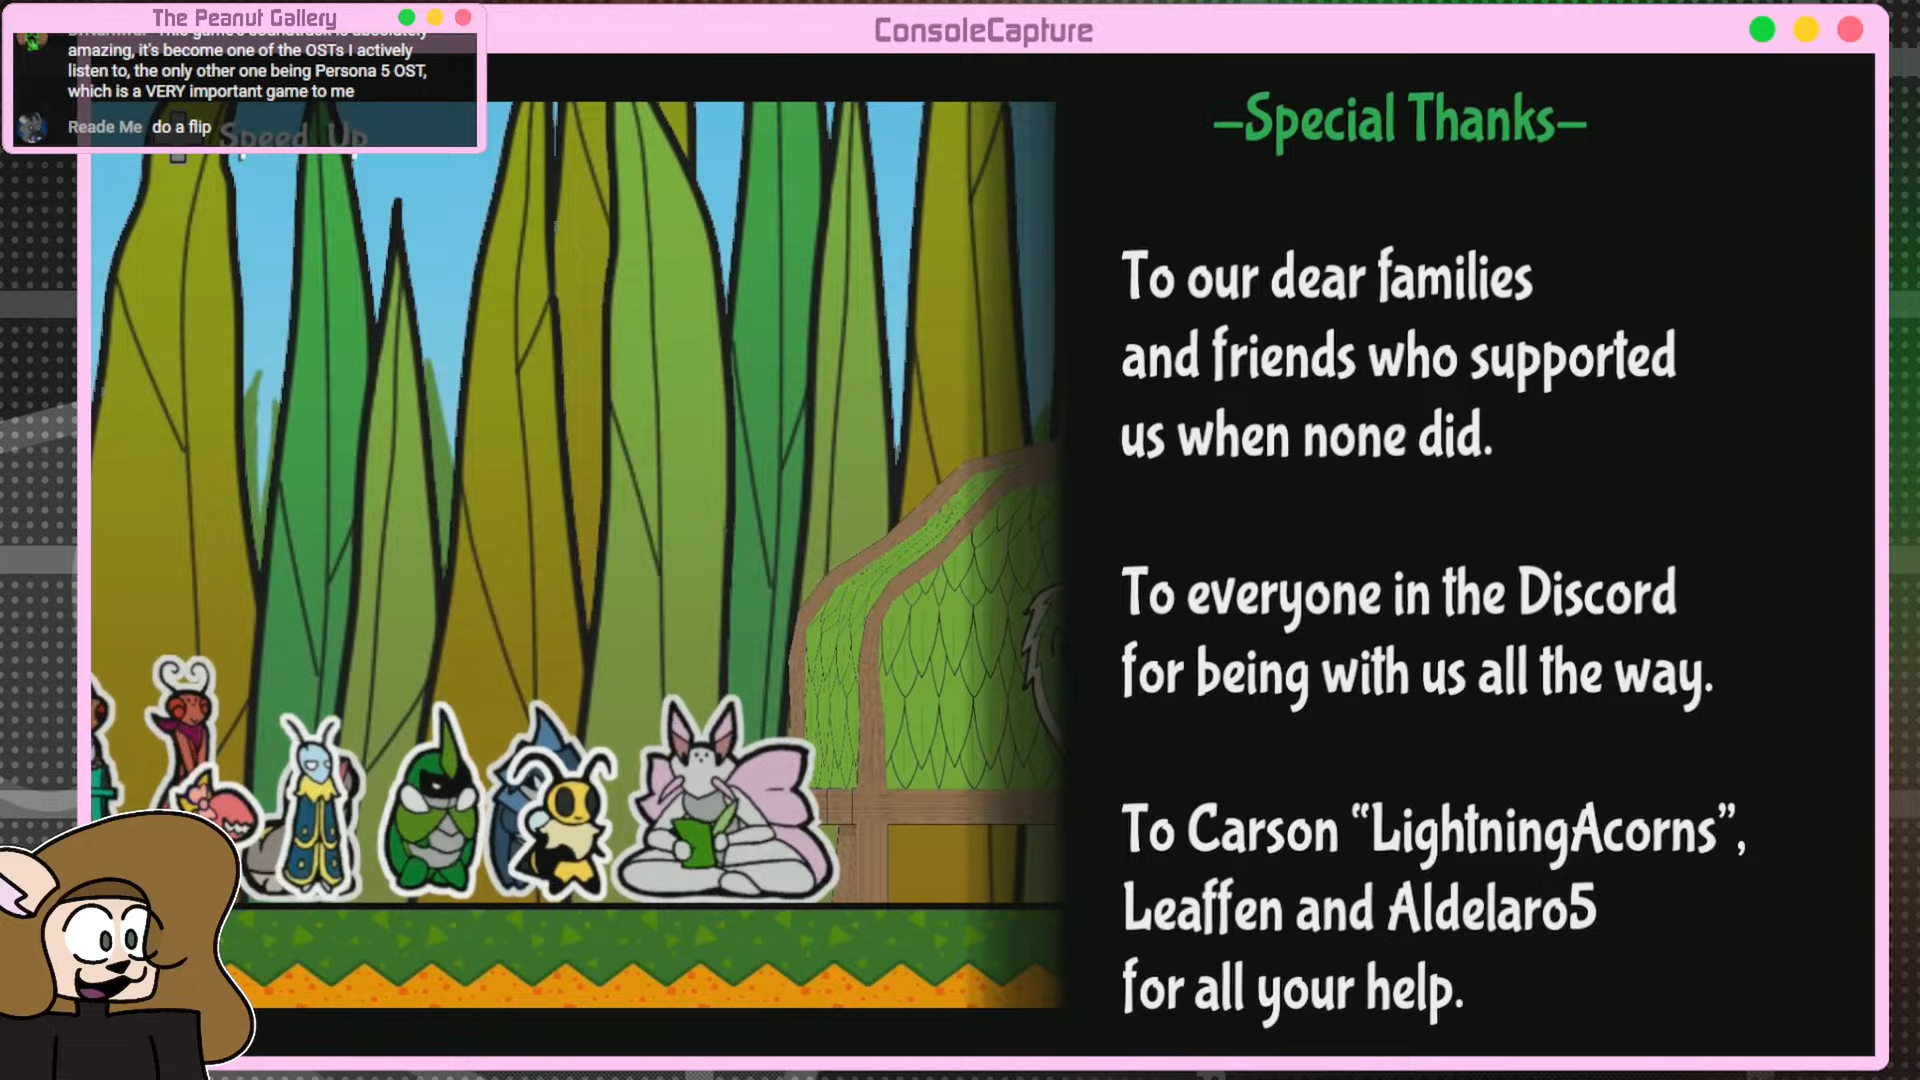 The Peanut Gallery
amazing, it's become one of the OSTs I actively
listen to, the only other one being Persona 5 OST,
which is a VERY important game to me
Reade Me do a flip
Speed Up
ConsoleCapture
–Special Thanks–
To our dear families
and friends who supported
us when none did.
To everyone in the Discord
for being with us all the way.
To Carson “LightningAcorns”,
Leaffen and Aldelaro5
for all your help.